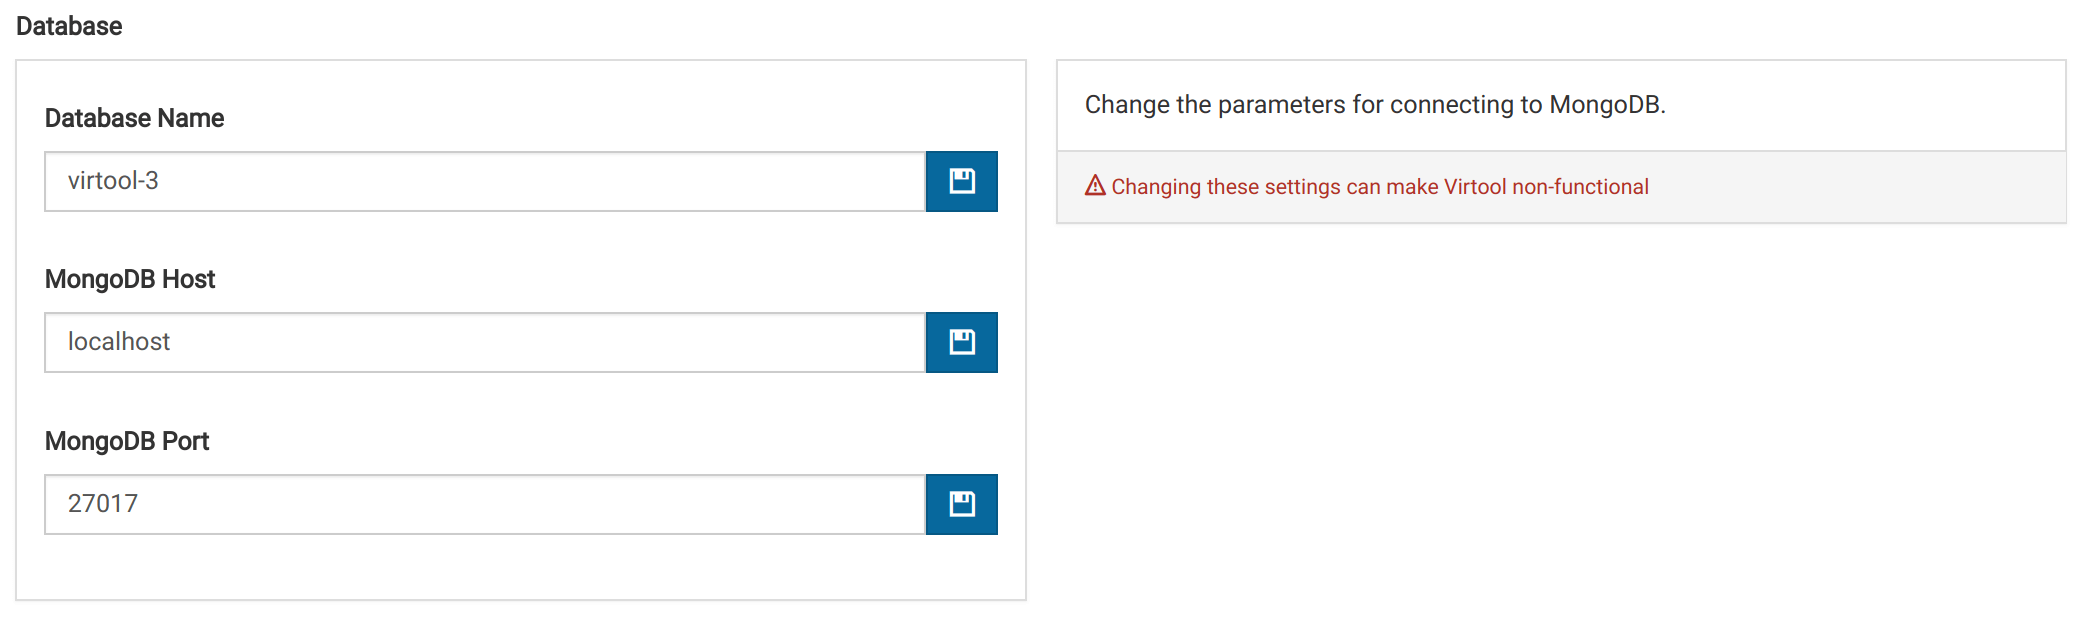 Database
Database Name
virtool-3
MongoDB Host
localhost
MongoDB Port
27017
Change the parameters for connecting to MongoDB.
Changing these settings can make Virtool non-functional